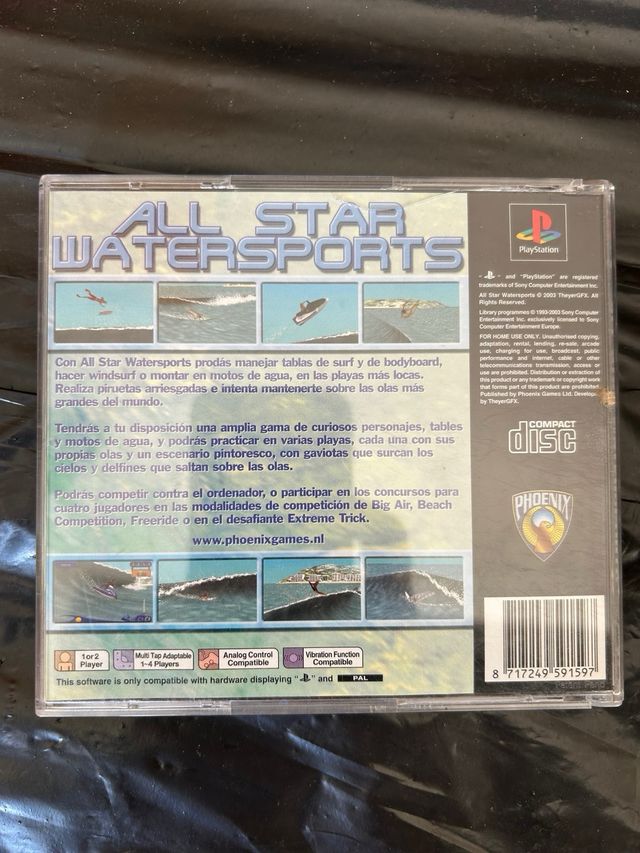 ALL STAR
WATERSPORTS
Con All Star Watersports prodás manejar tablas de surf y de bodyboard,
hacer windsurf o montar en motos de agua, en las playas más locas.
Realiza piruetas arriesgadas e intenta mantenerte sobre las olas más
grandes del mundo.
Tendrás a tu disposición una amplia gama de curiosos personajes, tables
y motos de agua, y podrás practicar en varias playas, cada una con sus
propias olas y un escenario pintoresco, con gaviotas que surcan los
cielos y delfines que saltan sobre las olas.
Podrás competir contra el ordenador, o participar en los concursos para
cuatro jugadores en las modalidades de competición de Big Air, Beach
Competition, Freeride o en el desafiante Extreme Trick.
www.phoenixgames.nl
1 or 2
Player
Multi Tap Adaptable
1~4 Players
Analog Control
Compatible
Vibration Function
Compatible
This software is only compatible with hardware displaying " " and PAL
PlayStation
" " and "PlayStation" are registered
trademarks of Sony Computer Entertainment Inc.
All Star Watersports © 2003 TheyerGFX. All
Rights Reserved.
Library programmes © 1993-2003 Sony Computer
Entertainment Inc. exclusively licensed to Sony
Computer Entertainment Europe.
FOR HOME USE ONLY. Unauthorised copying,
adaptation, rental, lending, re-sale, arcade
use, charging for use, broadcast, public
performance and internet, cable or other
telecommunications transmission, access or
use are prohibited. Distribution or extraction of
this product or any trademark or copyright work
that forms part of this product are prohibited.
Published by Phoenix Games Ltd. Develop
by TheyerGFX.
COMPACT
disc
PHOENIX
8 717249 591597